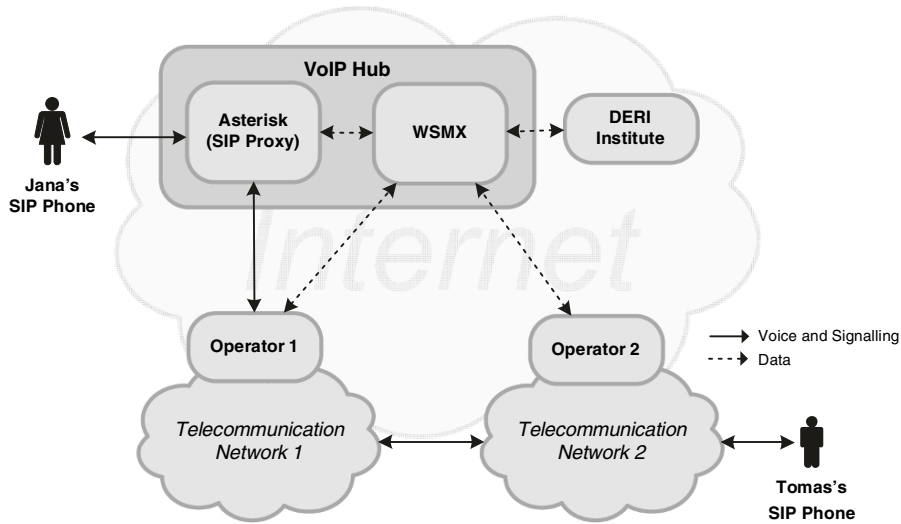 VoIP Hub
Asterisk
(SIP Proxy)
WSMX
DERI
Institute
Jana's
SIP Phone
Internet
Operator 1
Operator 2
Voice and Signalling
Data
Telecommunication
Network 1
Telecommunication
Network 2
Tomas's
SIP Phone